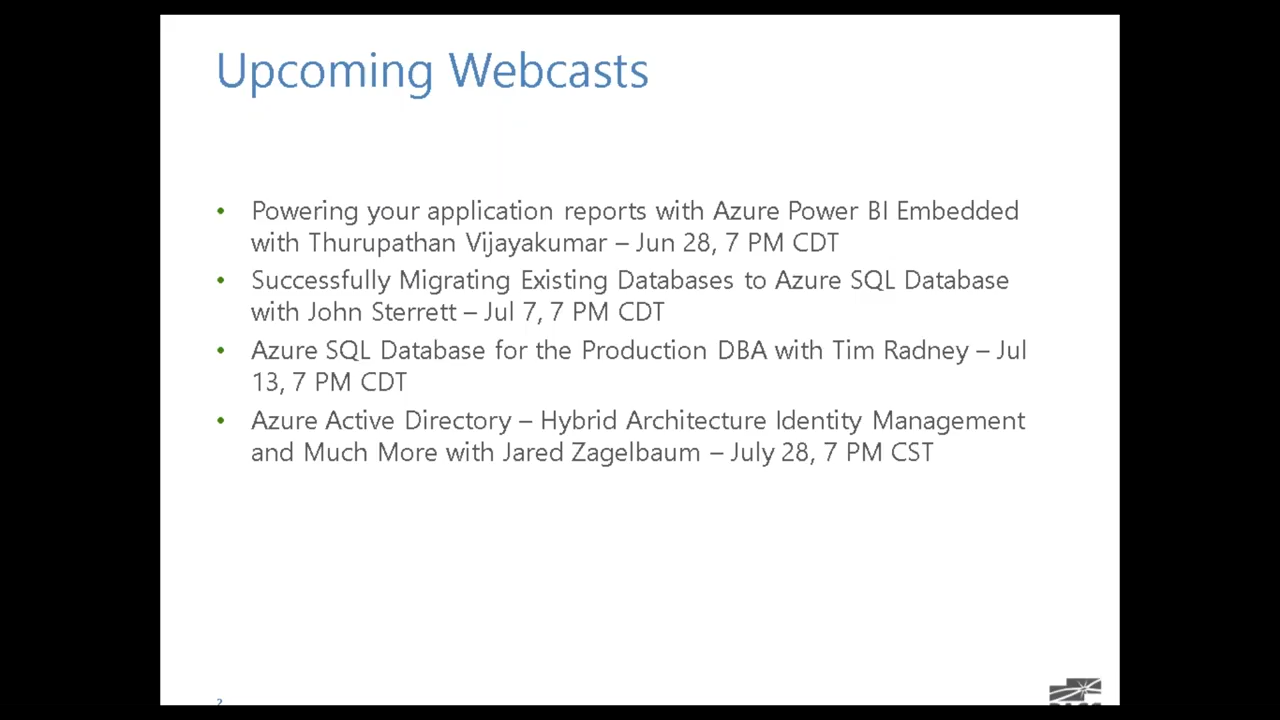 Upcoming Webcasts
• Powering your application reports with Azure Power BI Embedded
with Thurupathan Vijayakumar – Jun 28, 7 PM CDT
• Successfully Migrating Existing Databases to Azure SQL Database
with John Sterrett – Jul 7, 7 PM CDT
• Azure SQL Database for the Production DBA with Tim Radney – Jul
13, 7 PM CDT
• Azure Active Directory – Hybrid Architecture Identity Management
and Much More with Jared Zagelbaum – July 28, 7 PM CST
2